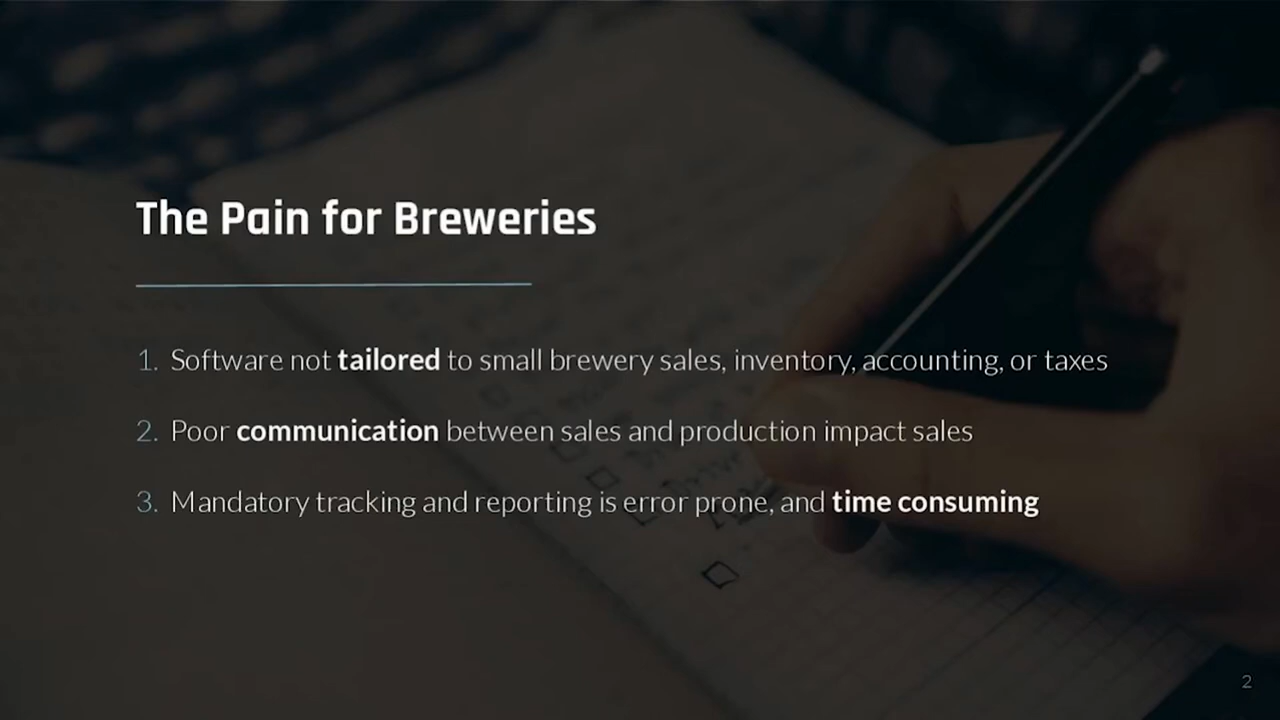 The Pain for Breweries
1. Software not tailored to small brewery sales, inventory, accounting, or taxes
2. Poor communication between sales and production impact sales
3. Mandatory tracking and reporting is error prone, and time consuming
2